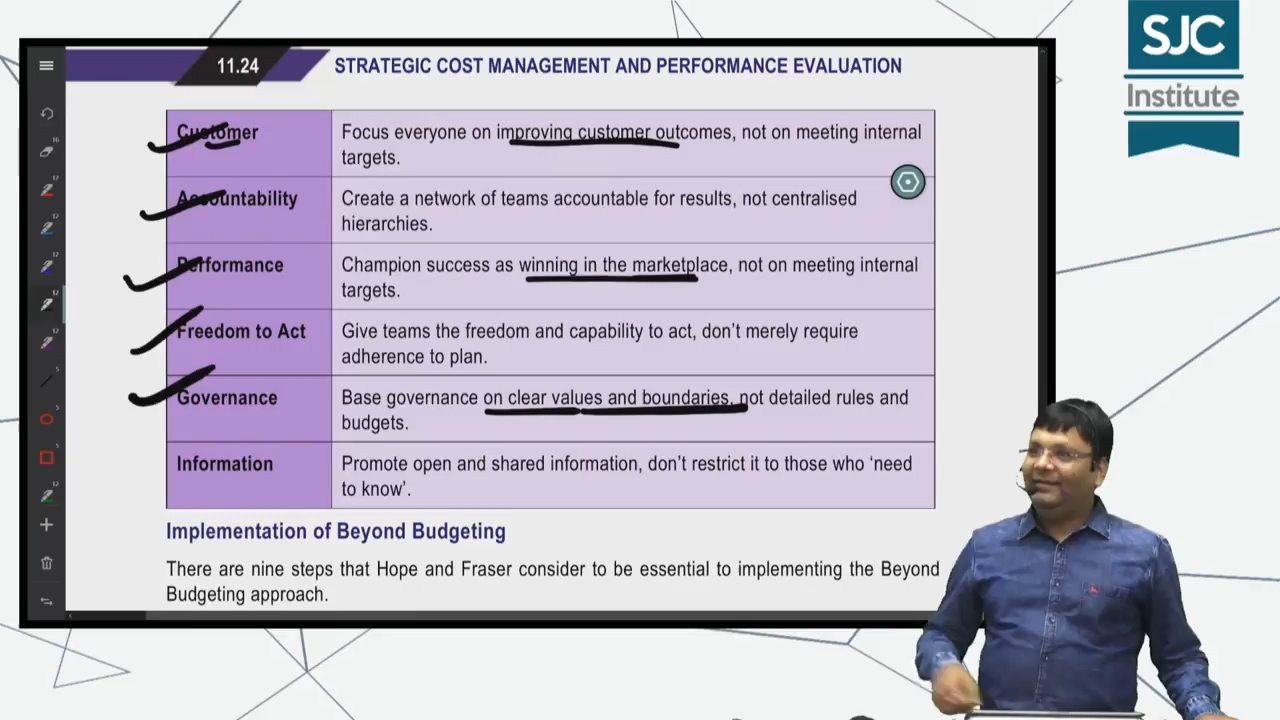 SJC
Institute
11.24 STRATEGIC COST MANAGEMENT AND PERFORMANCE EVALUATION
Customer Focus everyone on improving customer outcomes, not on meeting internal
targets.
Accountability Create a network of teams accountable for results, not centralised
hierarchies.
Performance Champion success as winning in the marketplace, not on meeting internal
targets.
Freedom to Act Give teams the freedom and capability to act, don't merely require
adherence to plan.
Governance Base governance on clear values and boundaries, not detailed rules and
budgets.
Information Promote open and shared information, don't restrict it to those who 'need
to know'.
Implementation of Beyond Budgeting
There are nine steps that Hope and Fraser consider to be essential to implementing the Beyond
Budgeting approach.